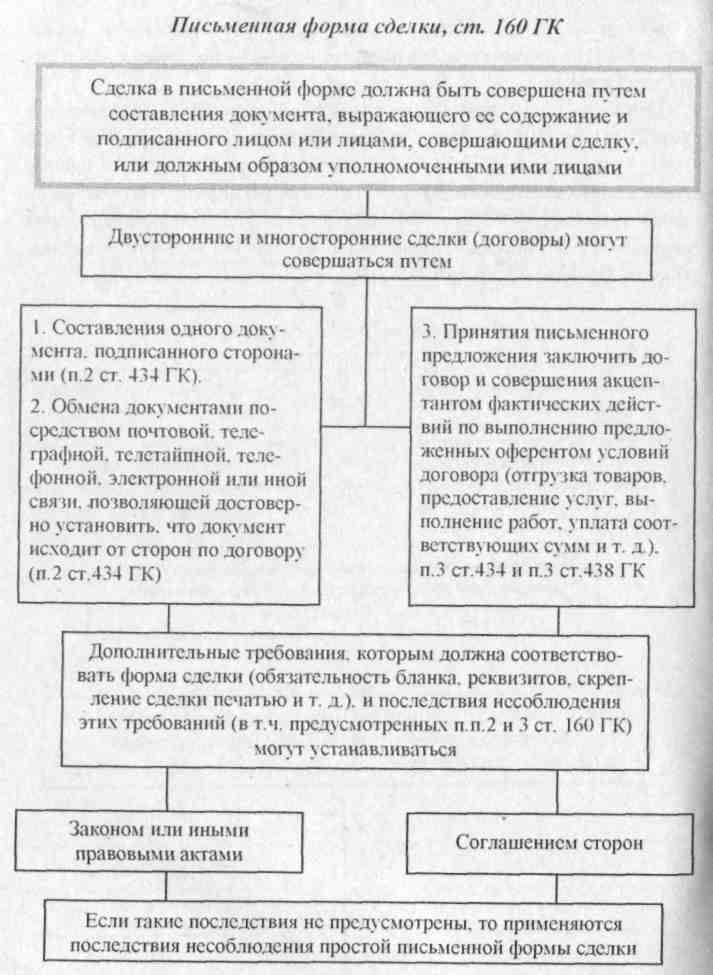 Письменная форма сделки, ст. 160 ГК
Сделка в письменной форме должна быть совершена путем
составления документа, выражающего ее содержание и
подписанного лицом или лицами, совершающими сделку,
или должным образом уполномоченными ими лицами
Двусторонние и многосторонние сделки (договоры) могут
совершаться путем
1. Составления одного доку-
мента, подписанного сторона-
ми (п.2 ст. 434 ГК).
2. Обмена документами по-
средством почтовой, теле-
графной, телетайпной, теле-
фонной, электронной или иной
связи, позволяющей достовер-
но установить, что документ
исходит от сторон по договору
(п.2 ст.434 ГК)
3. Принятия письменного
предложения заключить до-
говор и совершения акцеп-
тантом фактических дейст-
вий по выполнению предло-
женных оферентом условий
договора (отгрузка товаров,
предоставление услуг, вы-
полнение работ, уплата соот-
ветствующих сумм и т. д.),
п.3 ст.434 и п.3 ст.438 ГК
Дополнительные требования, которым должна соответство-
вать форма сделки (обязательность бланка, реквизитов, скреп-
ление сделки печатью и т. д.), и последствия несоблюдения
этих требований (в т.ч. предусмотренных п.п.2 и 3 ст. 160 ГК)
могут устанавливаться
Законом или иными
правовыми актами
Соглашением сторон
Если такие последствия не предусмотрены, то применяются
последствия несоблюдения простой письменной формы сделки